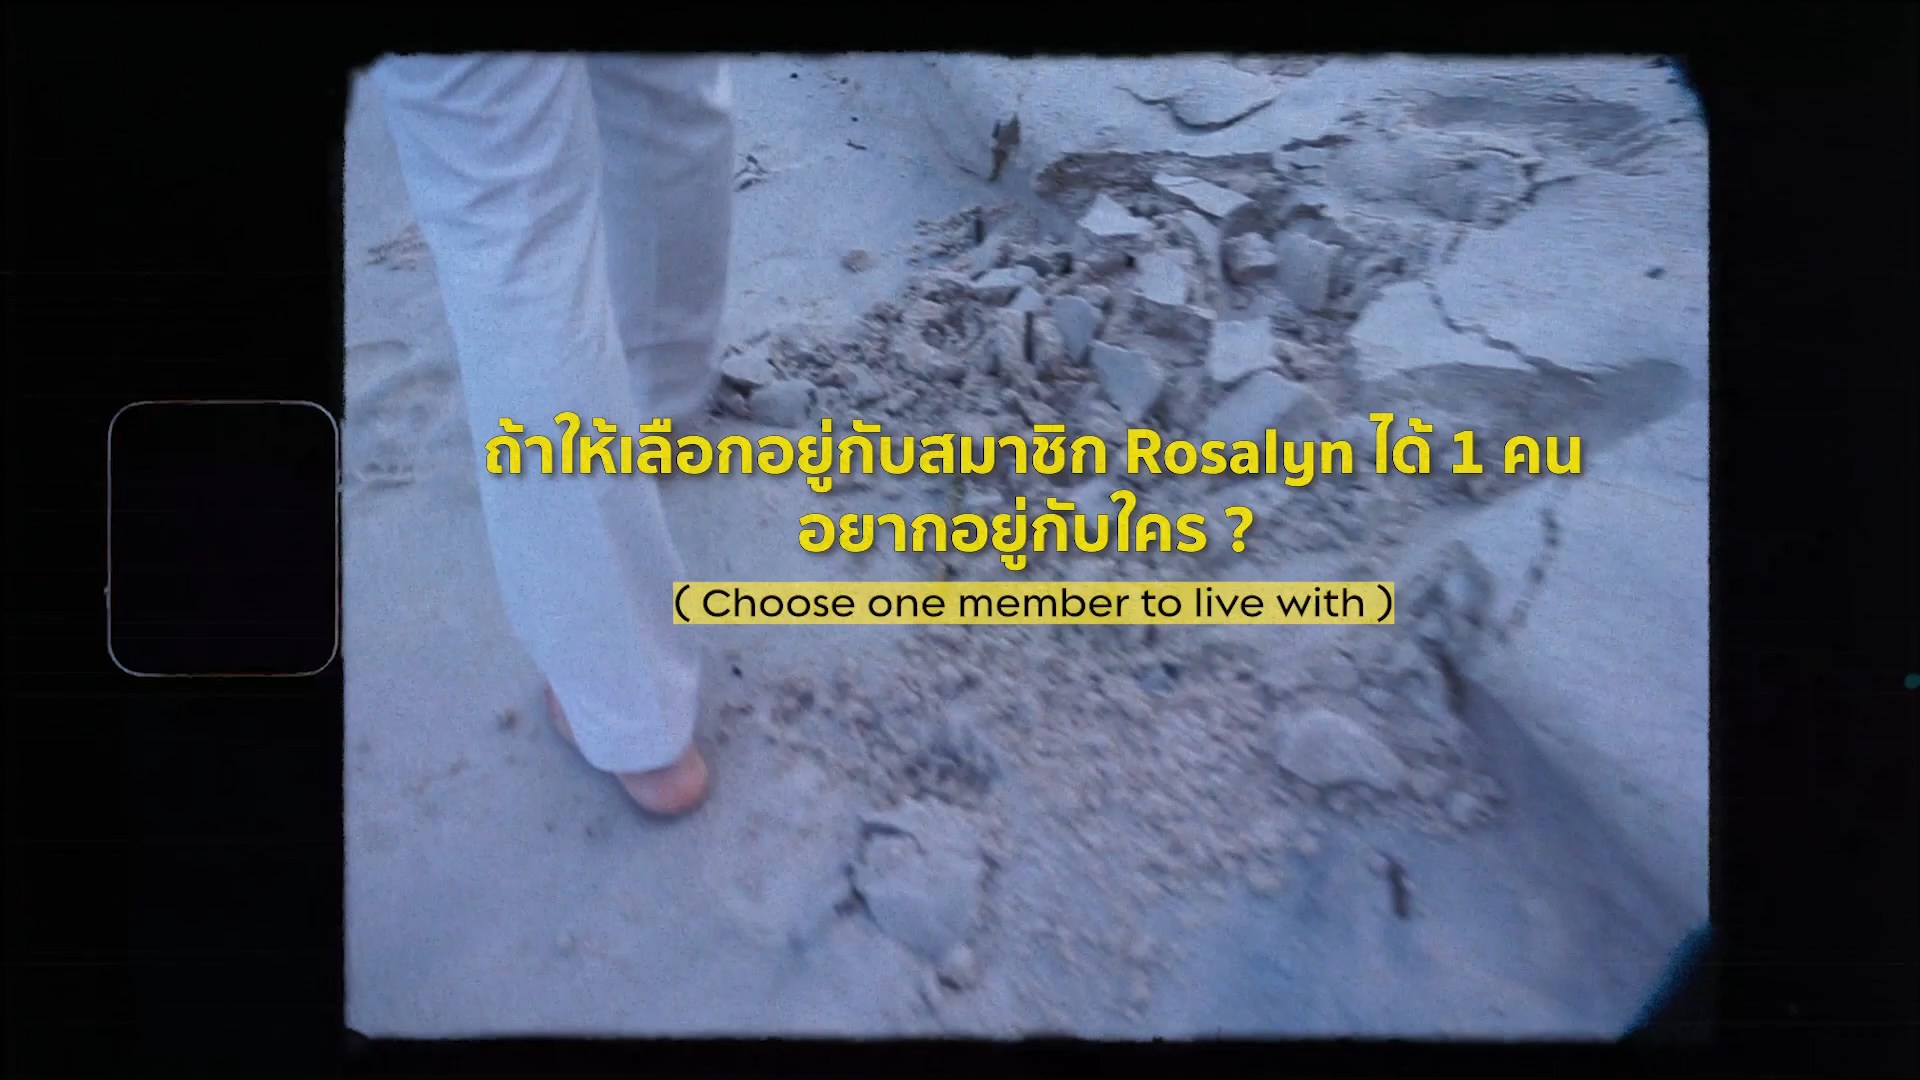 ถ้าให้เลือกอยู่กับสมาชิก Rosalyn ได้ 1 คน
อยากอยู่กับใคร ?
( Choose one member to live with )